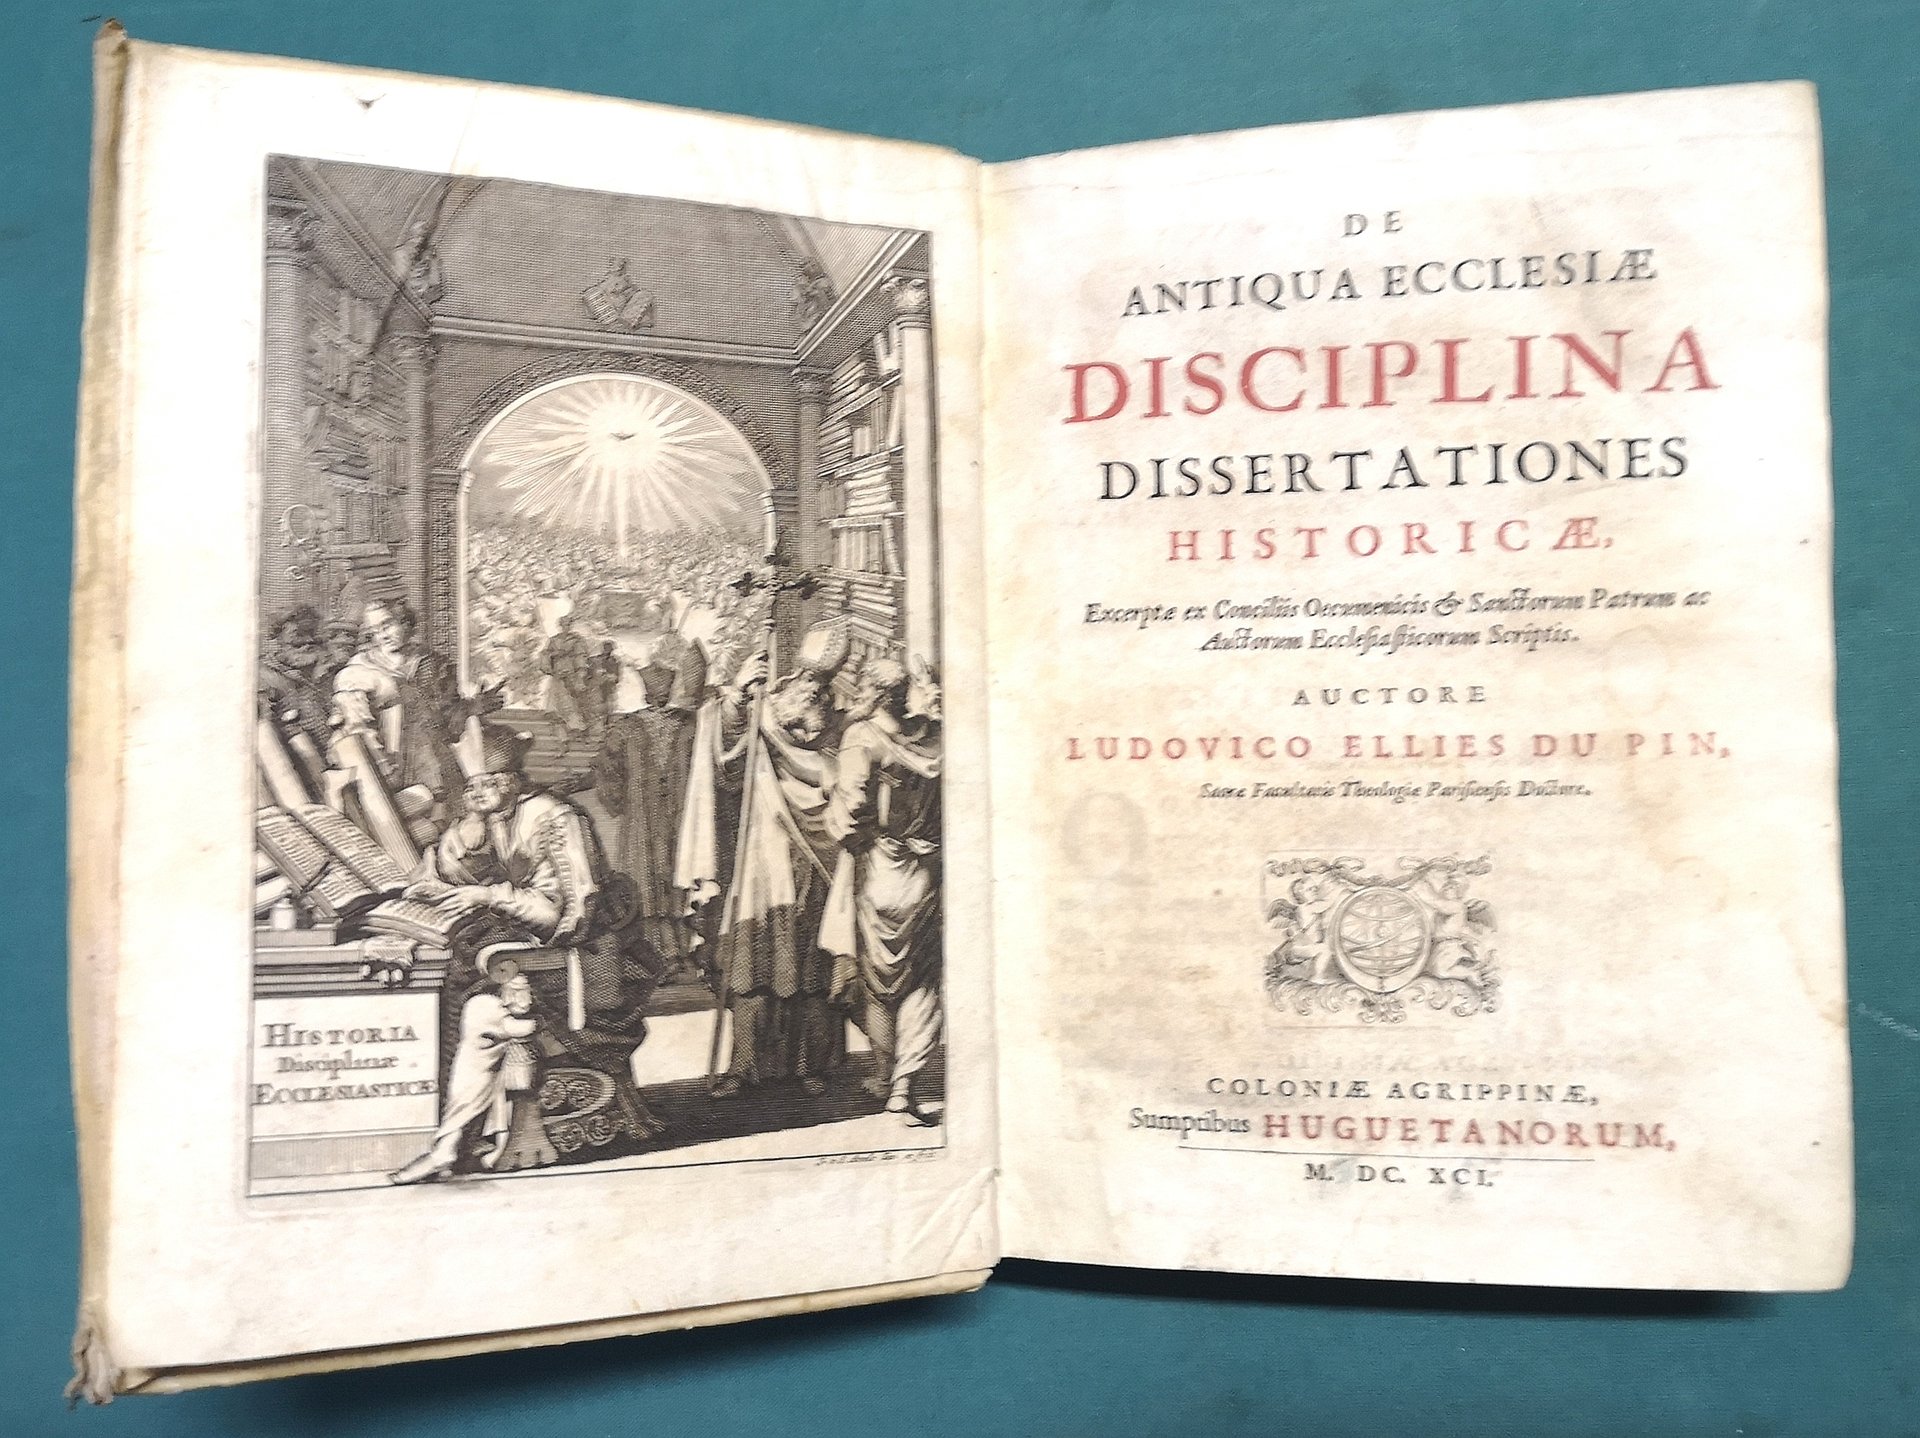 HISTORIA
Disciplinæ
ECCLESIASTICÆ
DE
ANTIQUA ECCLESIÆ
DISCIPLINA
DISSERTATIONES
HISTORICÆ,
Excerptæ ex Conciliis Oecumenicis & Sanctorum Patrum ac
Auctorum Ecclesiasticorum Scriptis.
AUCTORE
LUDOVICO ELLIES DU PIN,
Sacræ Facultatis Theologiæ Parisiensis Doctore.
COLONIÆ AGRIPPINÆ,
Sumptibus HUGUETANORUM,
M. DC. XCI.